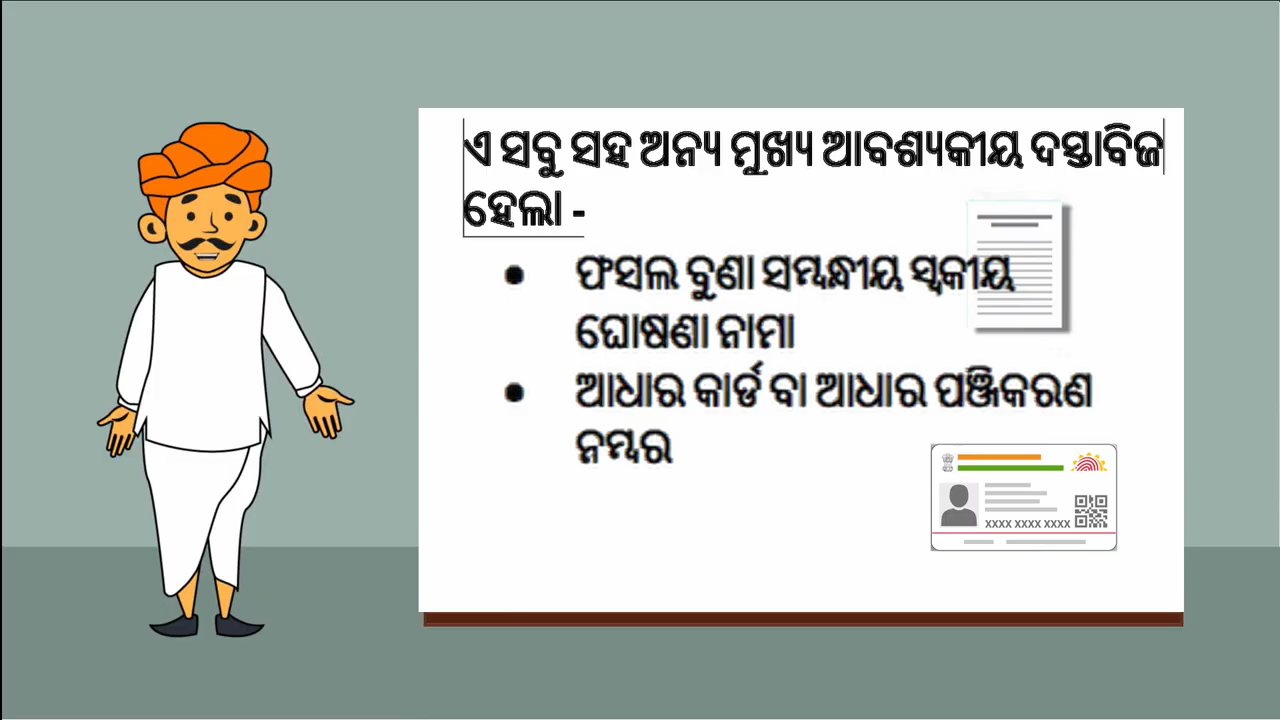 ଏ ସବୁ ସହ ଅନ୍ୟ ମୁଖ୍ୟ ଆବଶ୍ୟକୀୟ ଦସ୍ତାବିଜ
ହେଲା -
• ଫସଲ ବୁଣା ସମ୍ବନ୍ଧୀୟ ସ୍ବକୀୟ
ଘୋଷଣା ନାମା
• ଆଧାର କାର୍ଡ ବା ଆଧାର ପଞ୍ଜିକରଣ
ନମ୍ବର
XXXX XXXX XXXX